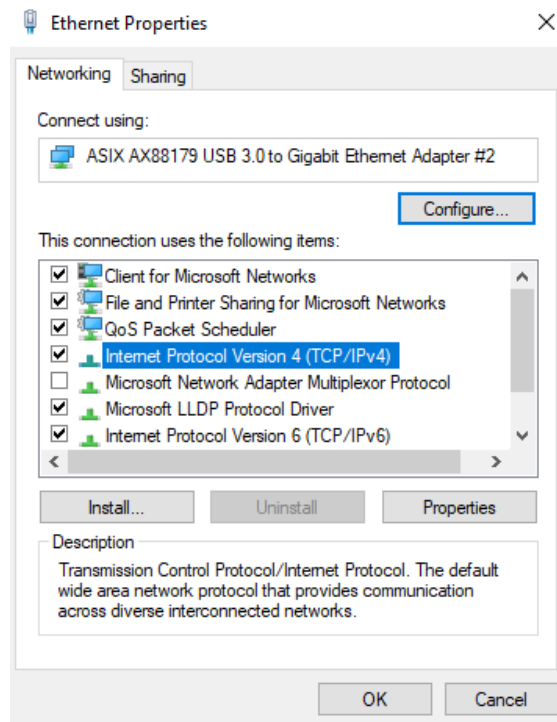 Ethernet Properties
Networking
Sharing
Connect using:
ASIX AX88179 USB 3.0 to Gigabit Ethernet Adapter #2
Configure...
This connection uses the following items:
Client for Microsoft Networks
File and Printer Sharing for Microsoft Networks
QoS Packet Scheduler
Internet Protocol Version 4 (TCP/IPv4)
Microsoft Network Adapter Multiplexor Protocol
Microsoft LLDP Protocol Driver
Internet Protocol Version 6 (TCP/IPv6)
Install...
Uninstall
Properties
Description
Transmission Control Protocol/Internet Protocol. The default
wide area network protocol that provides communication
across diverse interconnected networks.
OK
Cancel